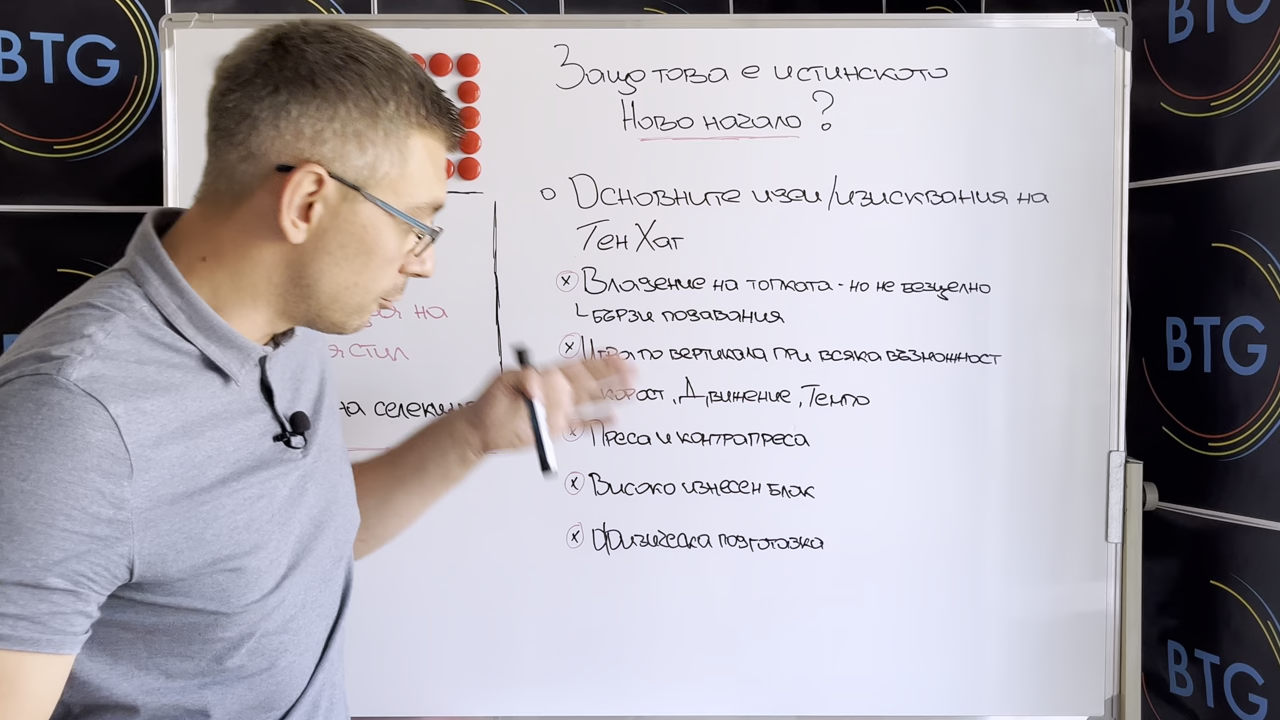 BTG
Защо това е истинското
Ново начало?
Основните идеи/изисквания на
Тен Хаг
Владение на топката - но не безцелно
бързи подавания
Игра по вертикала при всяка възможност
Скорост, Движение, Темпо
Преса и контрапреса
Високо изнесен блок
Физическа подготовка
на
стил
на селекция
BTG
BTG
BTG